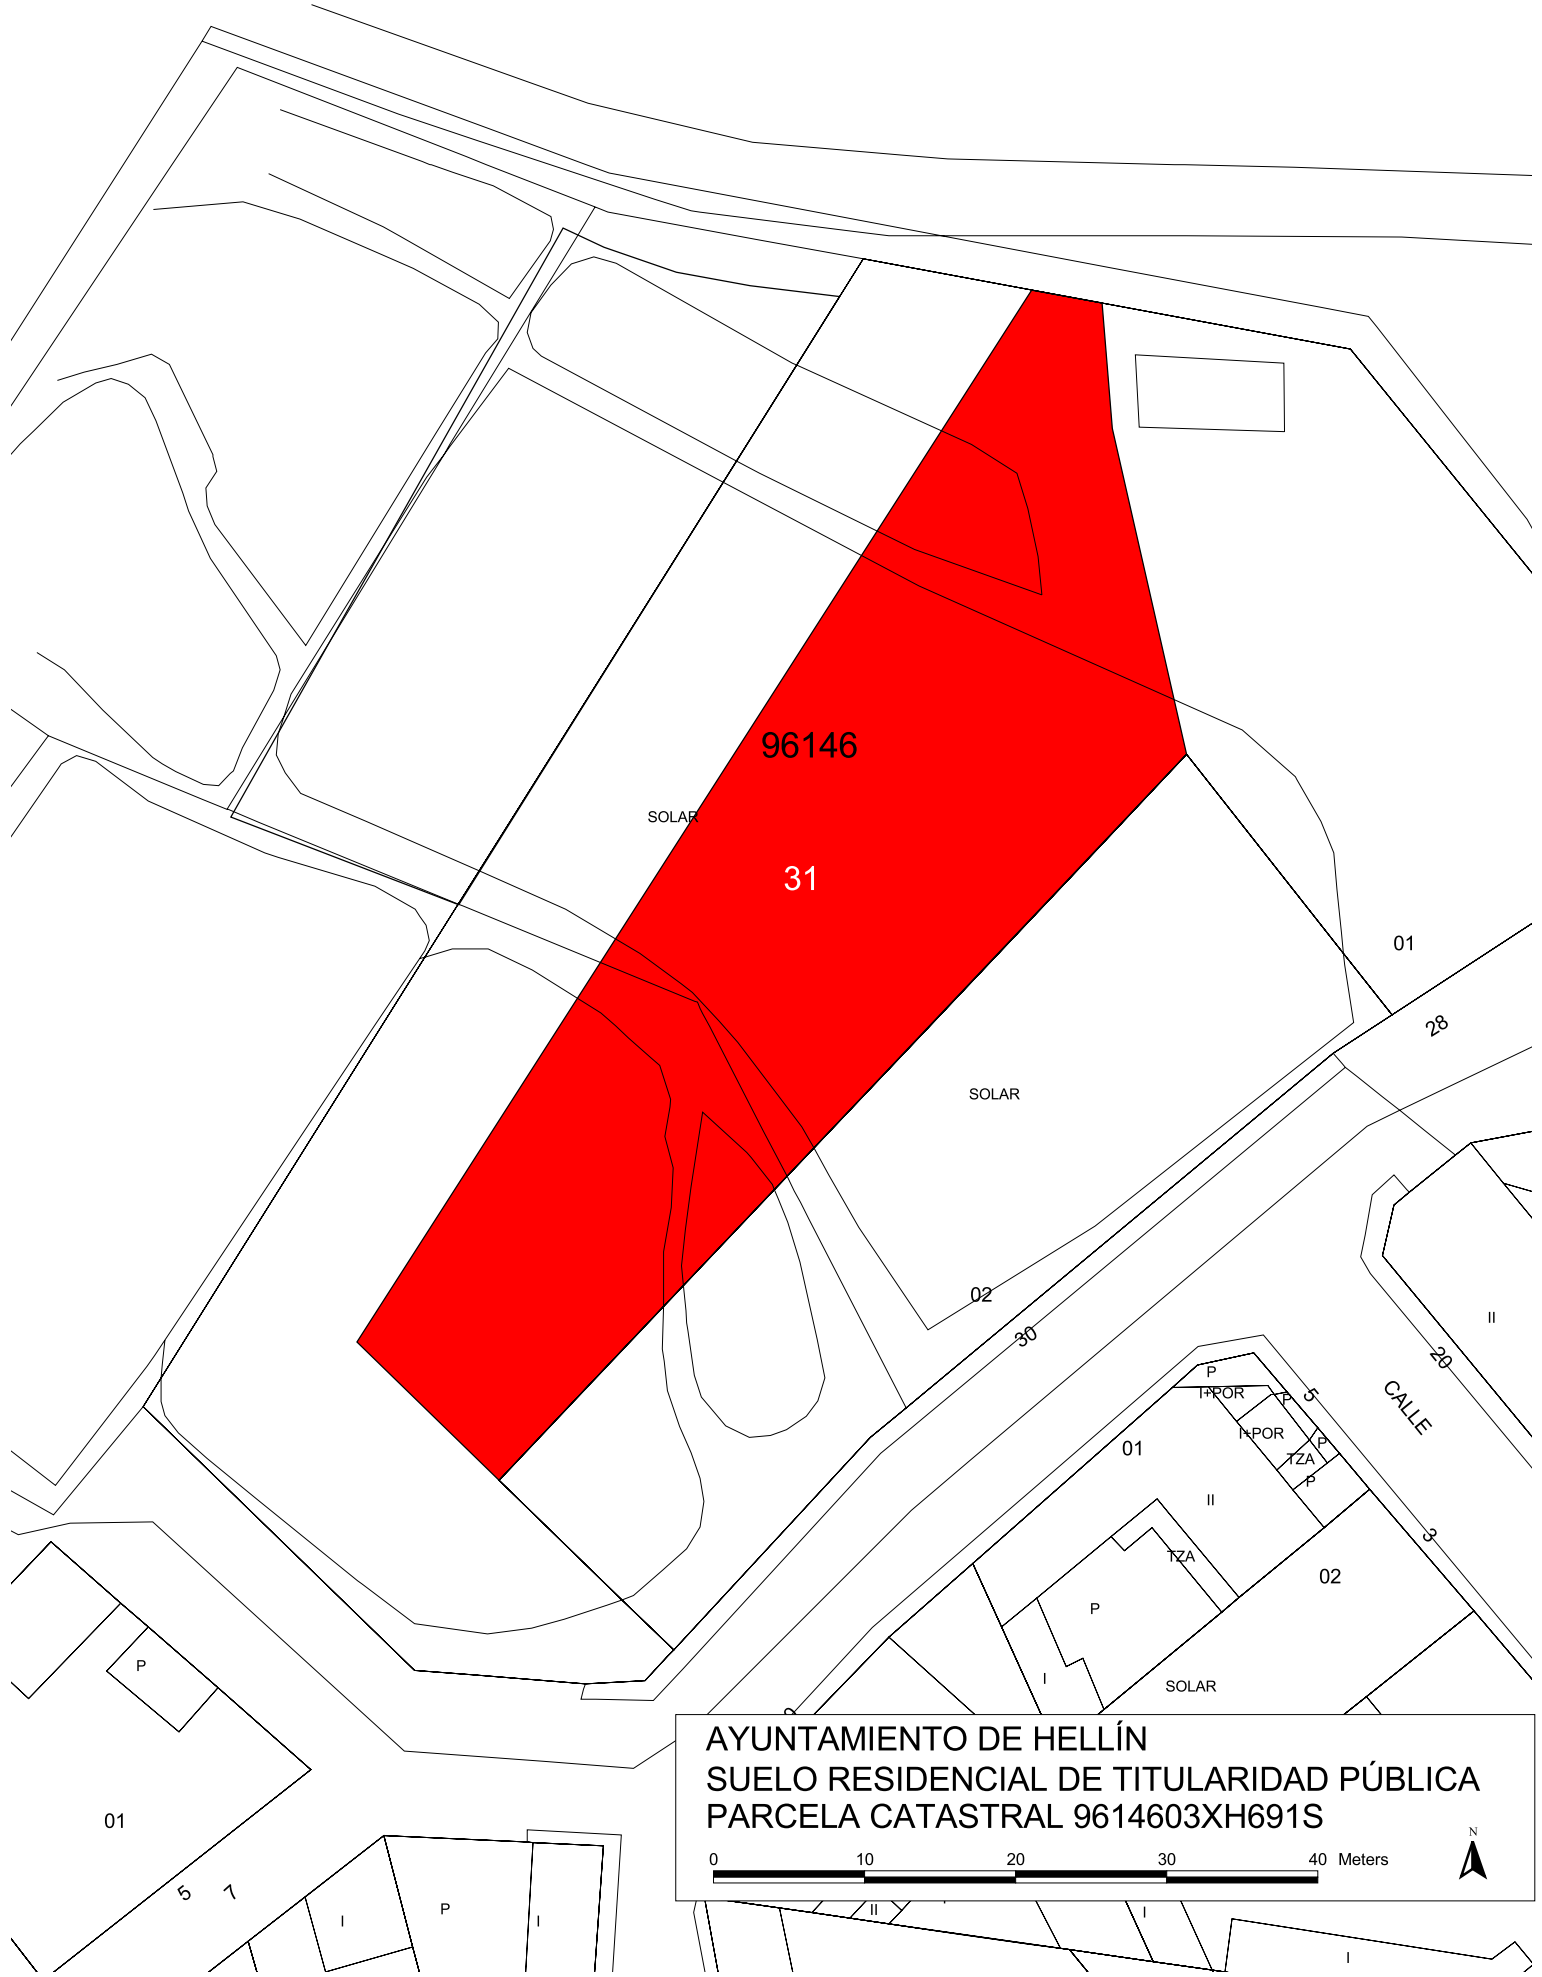 96146
SOLAR
31
01
28
SOLAR
02
30
II
20
P
I+POR
P
5
CALLE
I+POR
P
01
TZA
P
II
3
TZA
02
P
P
I
SOLAR
AYUNTAMIENTO DE HELLÍN
SUELO RESIDENCIAL DE TITULARIDAD PÚBLICA
PARCELA CATASTRAL 9614603XH691S
N
0 10 20 30 40 Meters
01
5 7
I
P
I
II
I
I